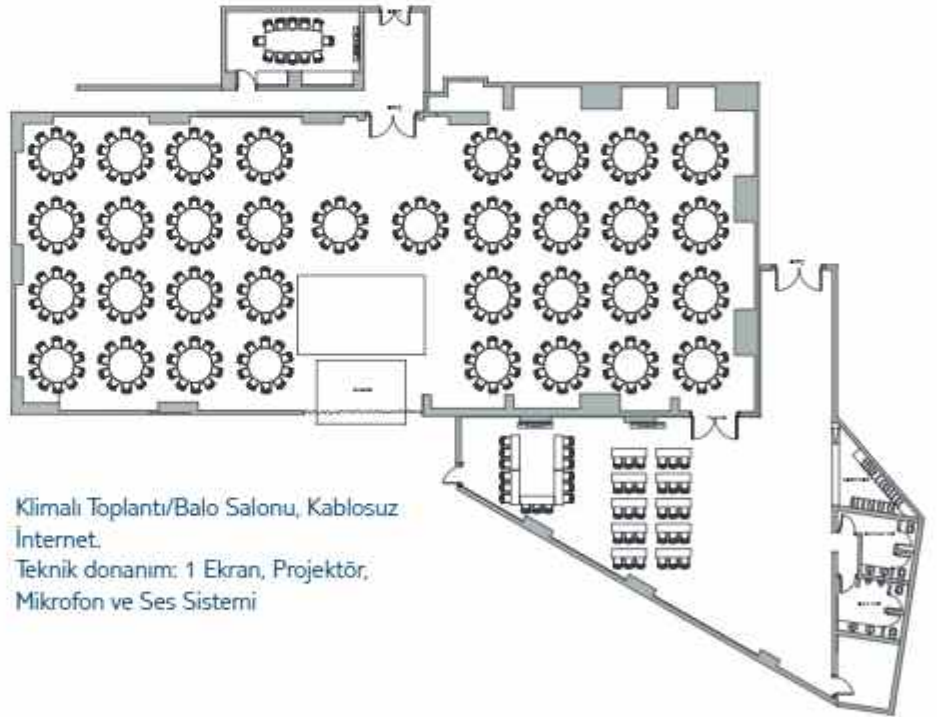 Klimalı Toplantı/Balo Salonu, Kablosuz
İnternet.
Teknik donanım: 1 Ekran, Projektör,
Mikrofon ve Ses Sistemi